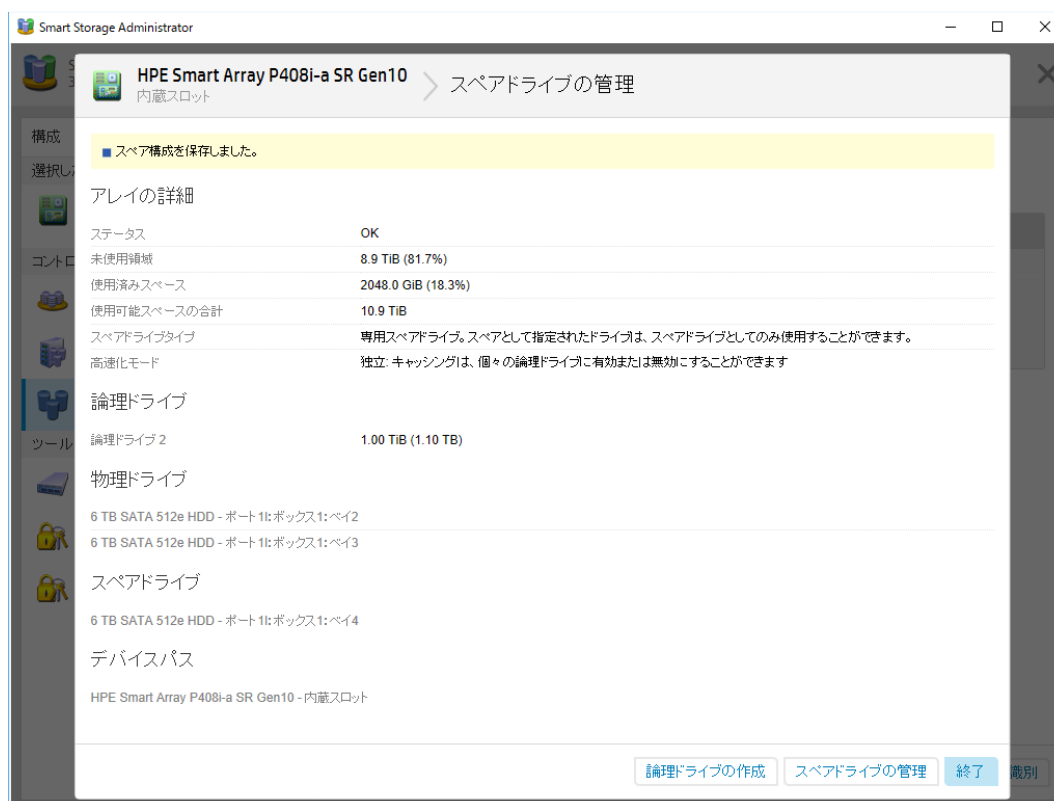 Smart Storage Administrator
HPE Smart Array P408i-a SR Gen10
スペアドライブの管理
内蔵スロット
構成
スペア構成を保存しました。
選択し
アレイの詳細
ステータス OK
コントロ
未使用領域 8.9 TiB (81.7%)
使用済みスペース 2048.0 GiB (18.3%)
使用可能スペースの合計 10.9 TiB
スペアドライブタイプ 専用スペアドライブ。スペアとして指定されたドライブは、スペアドライブとしてのみ使用することができます。
高速化モード 独立: キャッシングは、個々の論理ドライブに有効または無効にすることができます
論理ドライブ
ツール
論理ドライブ 2 1.00 TiB (1.10 TB)
物理ドライブ
6 TB SATA 512e HDD - ポート 1I:ボックス1:ベイ2
6 TB SATA 512e HDD - ポート 1I:ボックス1:ベイ3
スペアドライブ
6 TB SATA 512e HDD - ポート 1I:ボックス1:ベイ4
デバイスパス
HPE Smart Array P408i-a SR Gen10 - 内蔵スロット
論理ドライブの作成 スペアドライブの管理 終了 識別